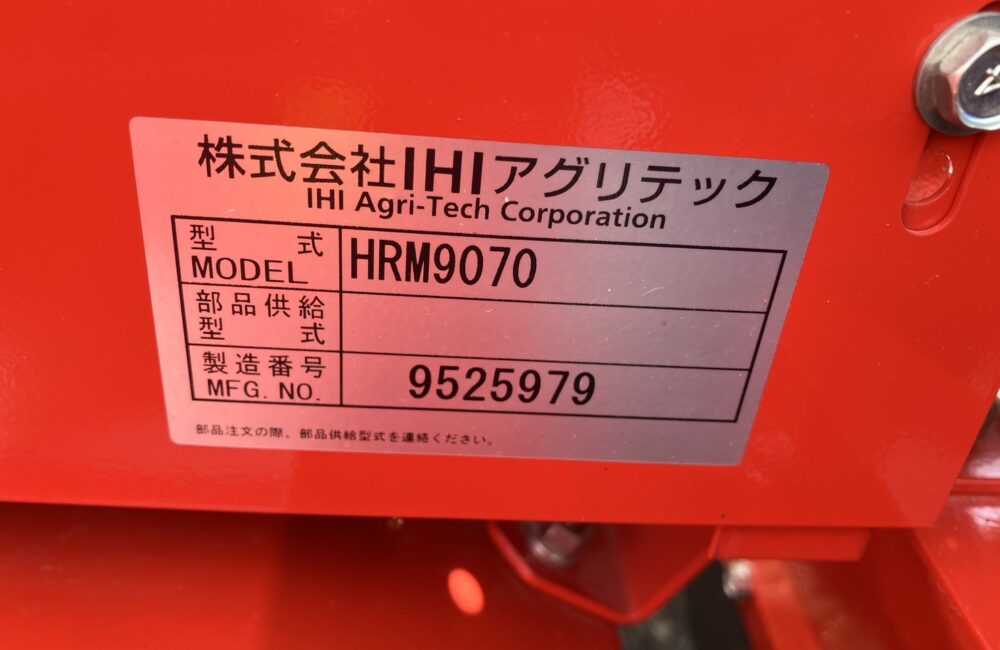 株式会社IHIアグリテック
IHI Agri-Tech Corporation
型 式
MODEL HRM9070
部品供給
型 式
製造番号
MFG. NO. 9525979
部品注文の際、部品供給型式を連絡ください。